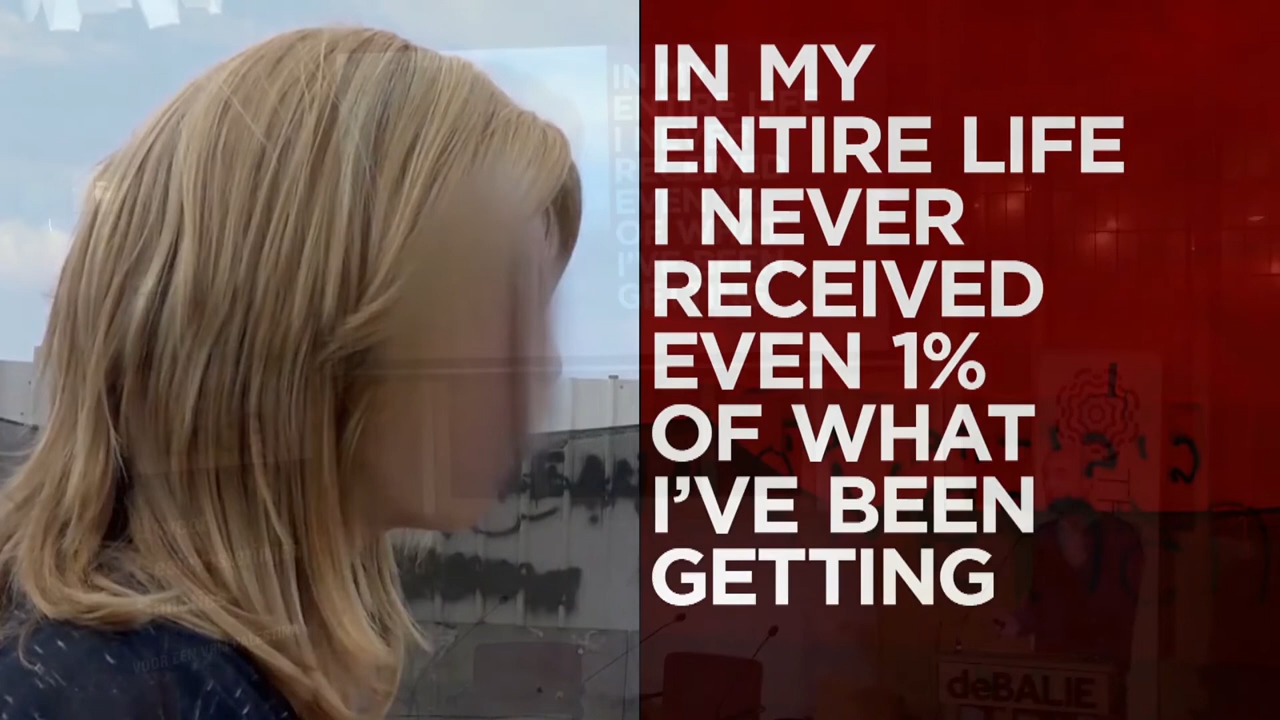 IN MY
ENTIRE LIFE
I NEVER
RECEIVED
EVEN 1%
OF WHAT
I'VE BEEN
GETTING
deBALIE